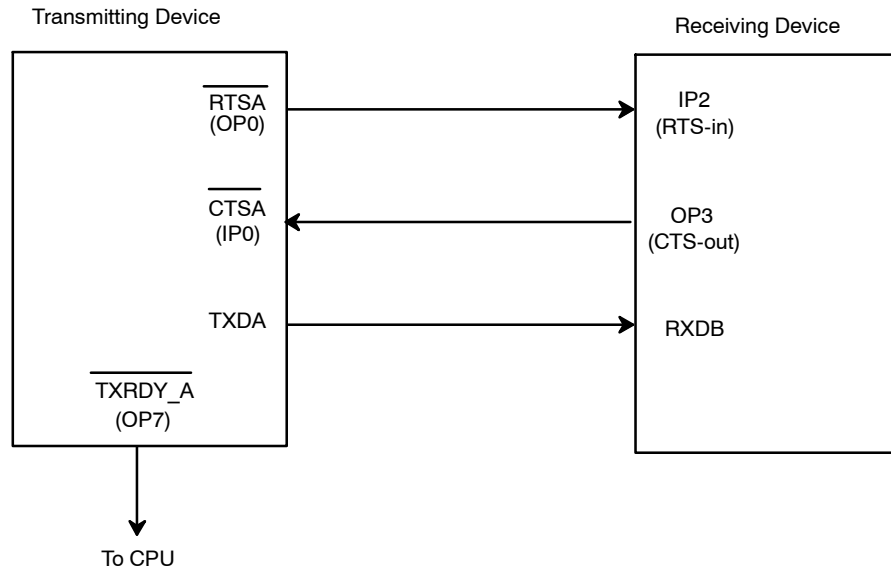 Transmitting Device
Receiving Device
RTSA
(OP0)
IP2
(RTS-in)
CTSA
(IP0)
OP3
(CTS-out)
TXDA
RXDB
TXRDY_A
(OP7)
To CPU